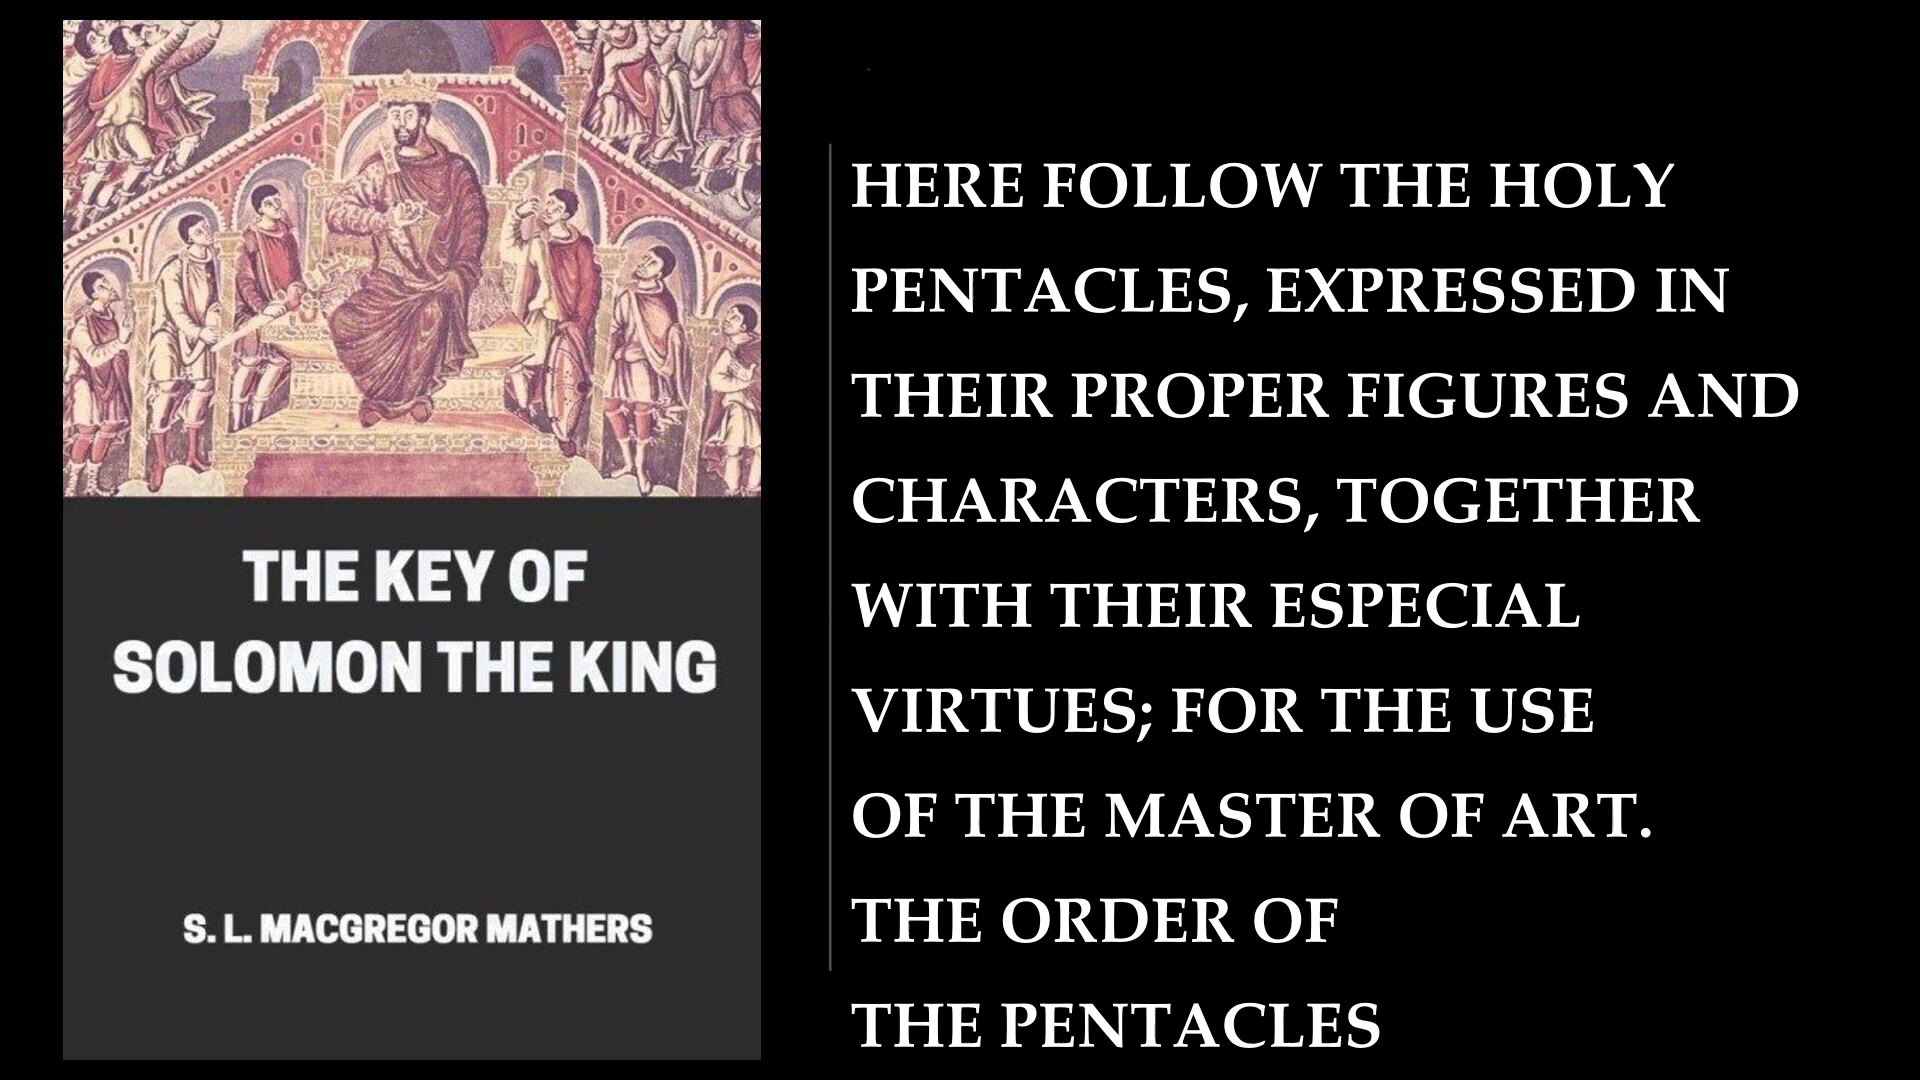 THE KEY OF
SOLOMON THE KING
S. L. MACGREGOR MATHERS
HERE FOLLOW THE HOLY
PENTACLES, EXPRESSED IN
THEIR PROPER FIGURES AND
CHARACTERS, TOGETHER
WITH THEIR ESPECIAL
VIRTUES; FOR THE USE
OF THE MASTER OF ART.
THE ORDER OF
THE PENTACLES